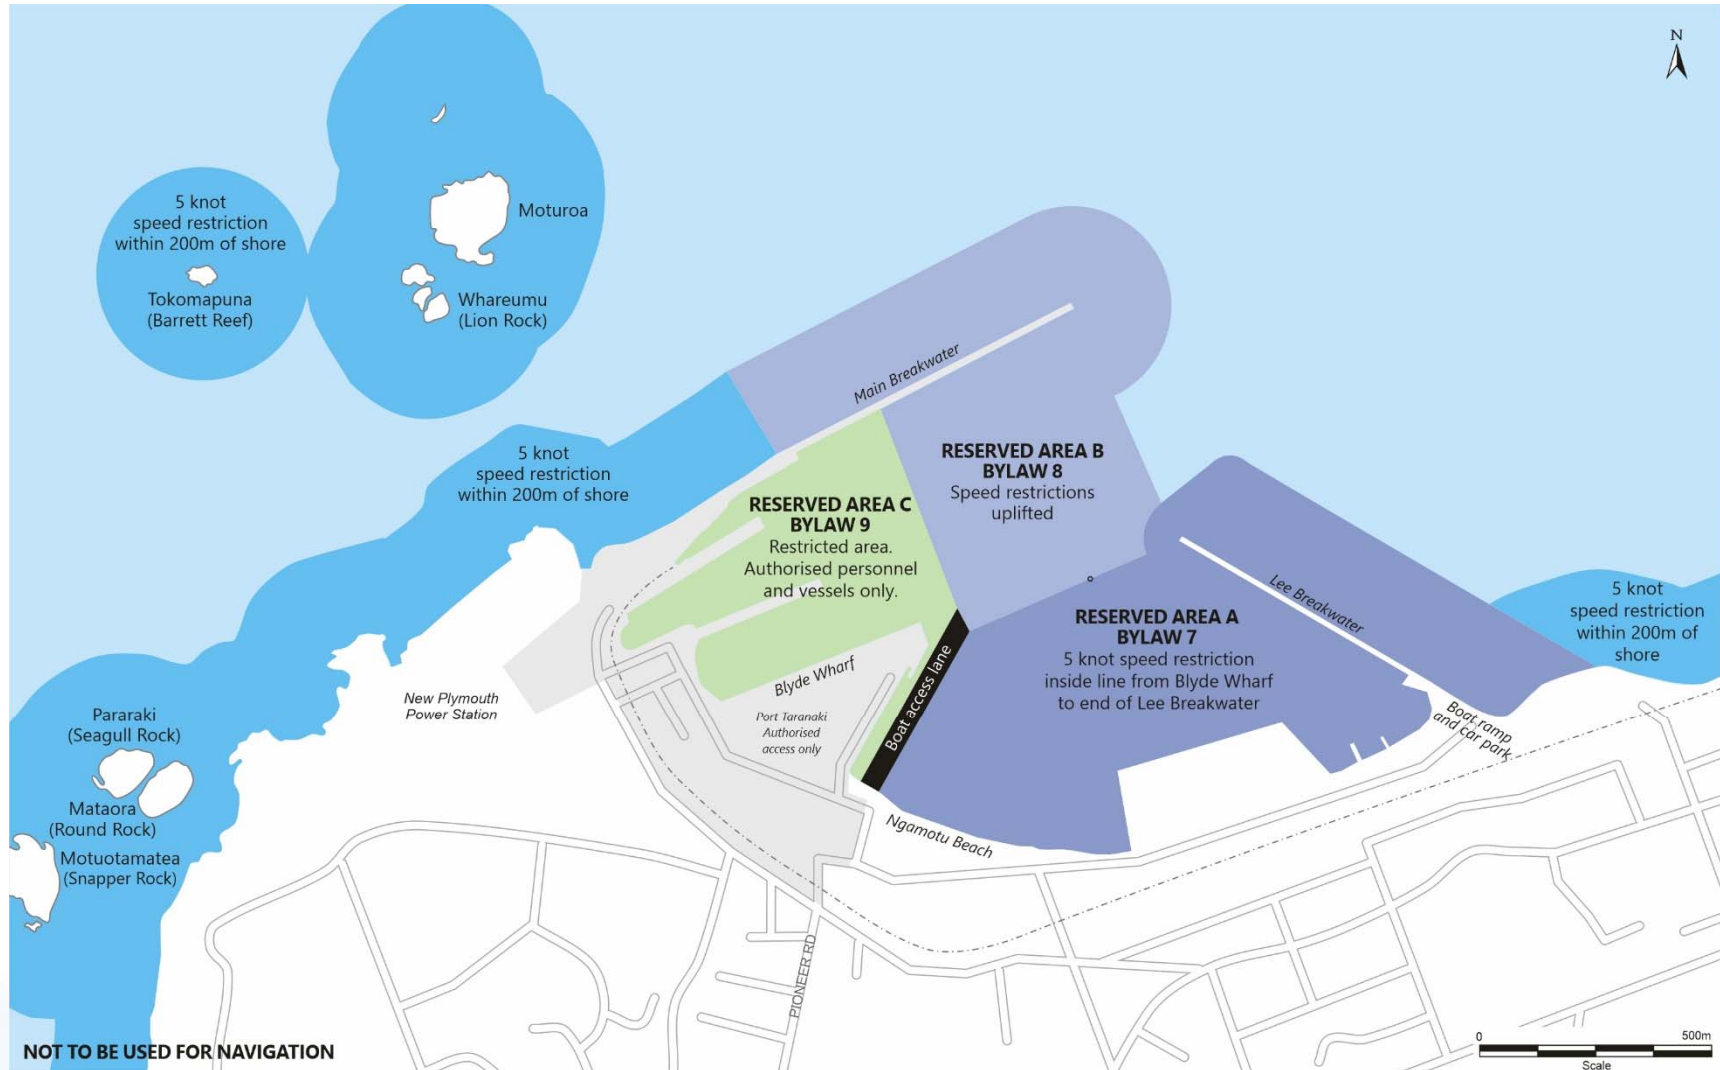 N
5 knot
speed restriction
within 200m of shore
Tokomapuna
(Barrett Reef)
Moturoa
Whareumu
(Lion Rock)
Main Breakwater
5 knot
speed restriction
within 200m of shore
RESERVED AREA B
BYLAW 8
Speed restrictions
uplifted
RESERVED AREA C
BYLAW 9
Restricted area.
Authorised personnel
and vessels only.
Lee Breakwater
5 knot
speed restriction
within 200m of
shore
RESERVED AREA A
BYLAW 7
5 knot speed restriction
inside line from Blyde Wharf
to end of Lee Breakwater
Blyde Wharf
Boat access lane
New Plymouth
Power Station
Port Taranaki
Authorised
access only
Boat ramp
and car park
Pararaki
(Seagull Rock)
Mataora
(Round Rock)
Motuotamatea
(Snapper Rock)
Ngamotu Beach
PIONEER RD
NOT TO BE USED FOR NAVIGATION
0 500m
Scale